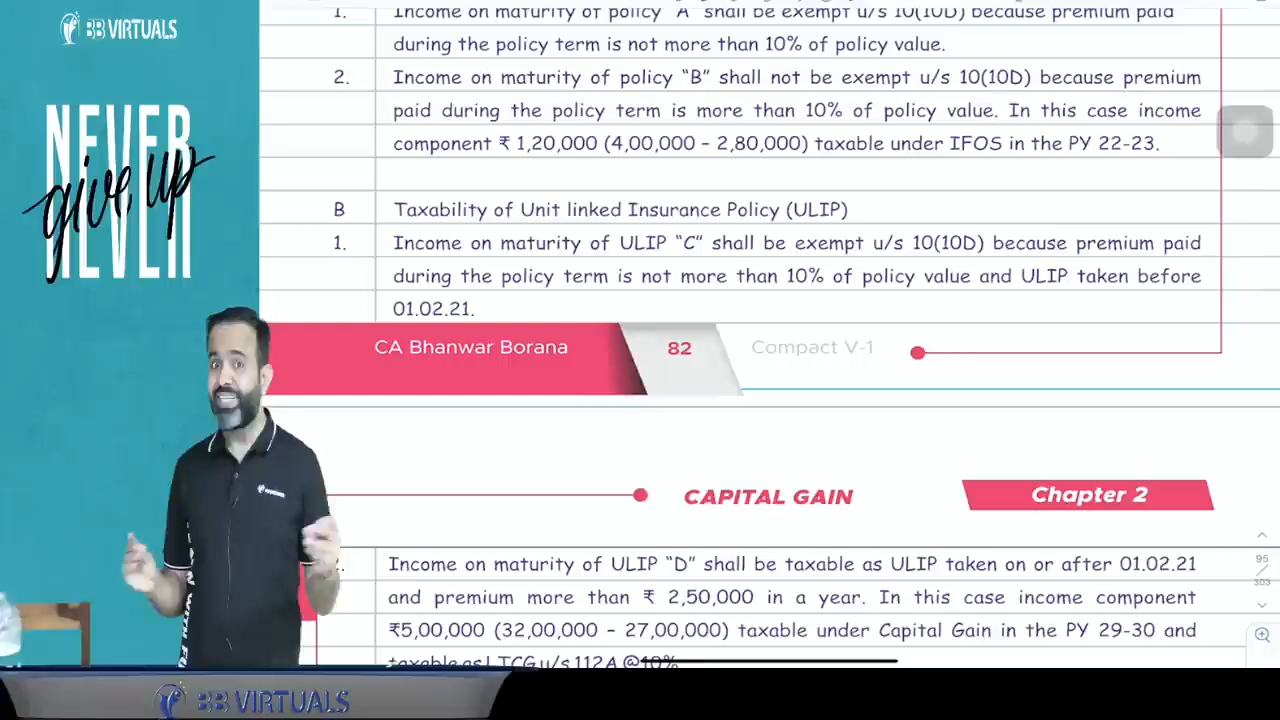 BB VIRTUALS
NEVER
give up
NEVER
1. Income on maturity of policy "A" shall be exempt u/s 10(10D) because premium paid
during the policy term is not more than 10% of policy value.
2. Income on maturity of policy "B" shall not be exempt u/s 10(10D) because premium
paid during the policy term is more than 10% of policy value. In this case income
component ₹ 1,20,000 (4,00,000 – 2,80,000) taxable under IFOS in the PY 22-23.
B Taxability of Unit linked Insurance Policy (ULIP)
1. Income on maturity of ULIP "C" shall be exempt u/s 10(10D) because premium paid
during the policy term is not more than 10% of policy value and ULIP taken before
01.02.21.
CA Bhanwar Borana 82 Compact V-1
CAPITAL GAIN Chapter 2
Income on maturity of ULIP "D" shall be taxable as ULIP taken on or after 01.02.21
and premium more than ₹ 2,50,000 in a year. In this case income component
₹5,00,000 (32,00,000 – 27,00,000) taxable under Capital Gain in the PY 29-30 and
taxable as LTCG u/s 112A @10%
95
303
BB VIRTUALS